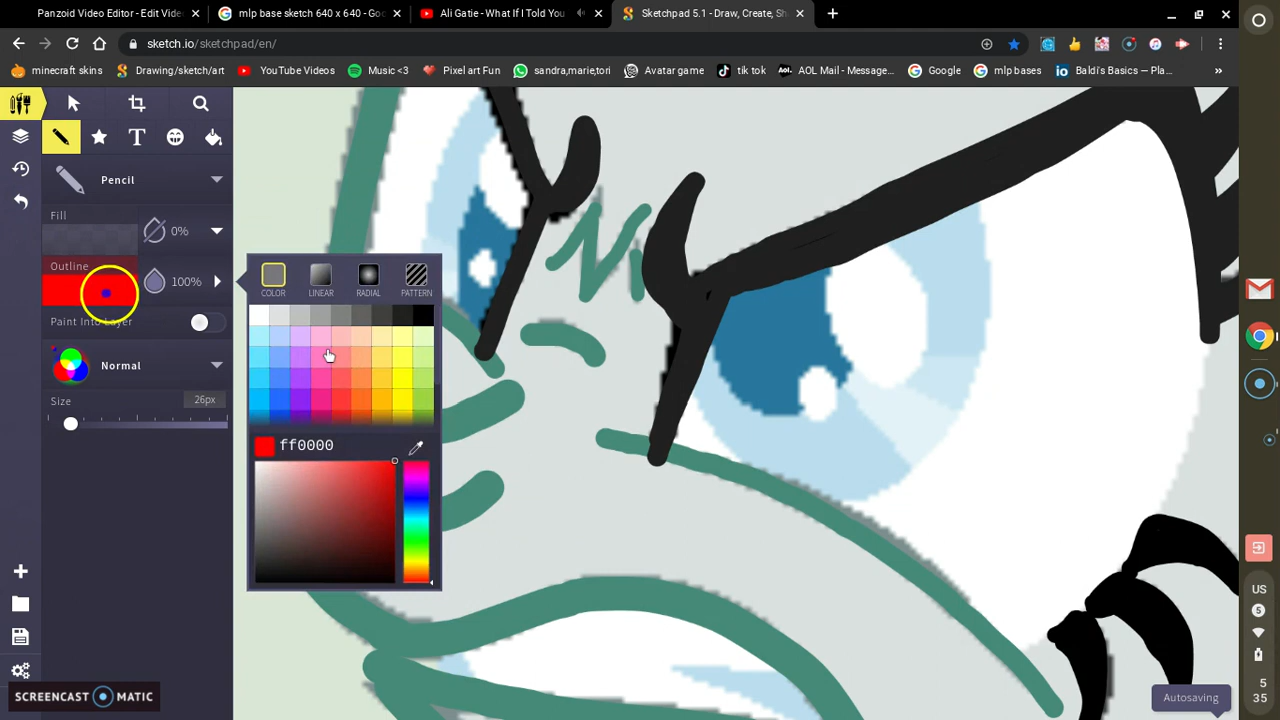 Panzoid Video Editor - Edit Vide
mlp base sketch 640 x 640 - Goo
Ali Gatie - What If I Told You
Sketchpad 5.1 - Draw, Create, Sh
sketch.io/sketchpad/en/
minecraft skins
Drawing/sketch/art
YouTube Videos
Music <3
Pixel art Fun
sandra,marie,tori
Avatar game
tik tok
AOL Mail - Message...
Google
mlp bases
Baldi's Basics — Pla...
»
Pencil
Fill
0%
Outline
100%
Paint Into Layer
Normal
Size
26px
COLOR
LINEAR
RADIAL
PATTERN
ff0000
SCREENCAST MATIC
Autosaving
US
5
5
35